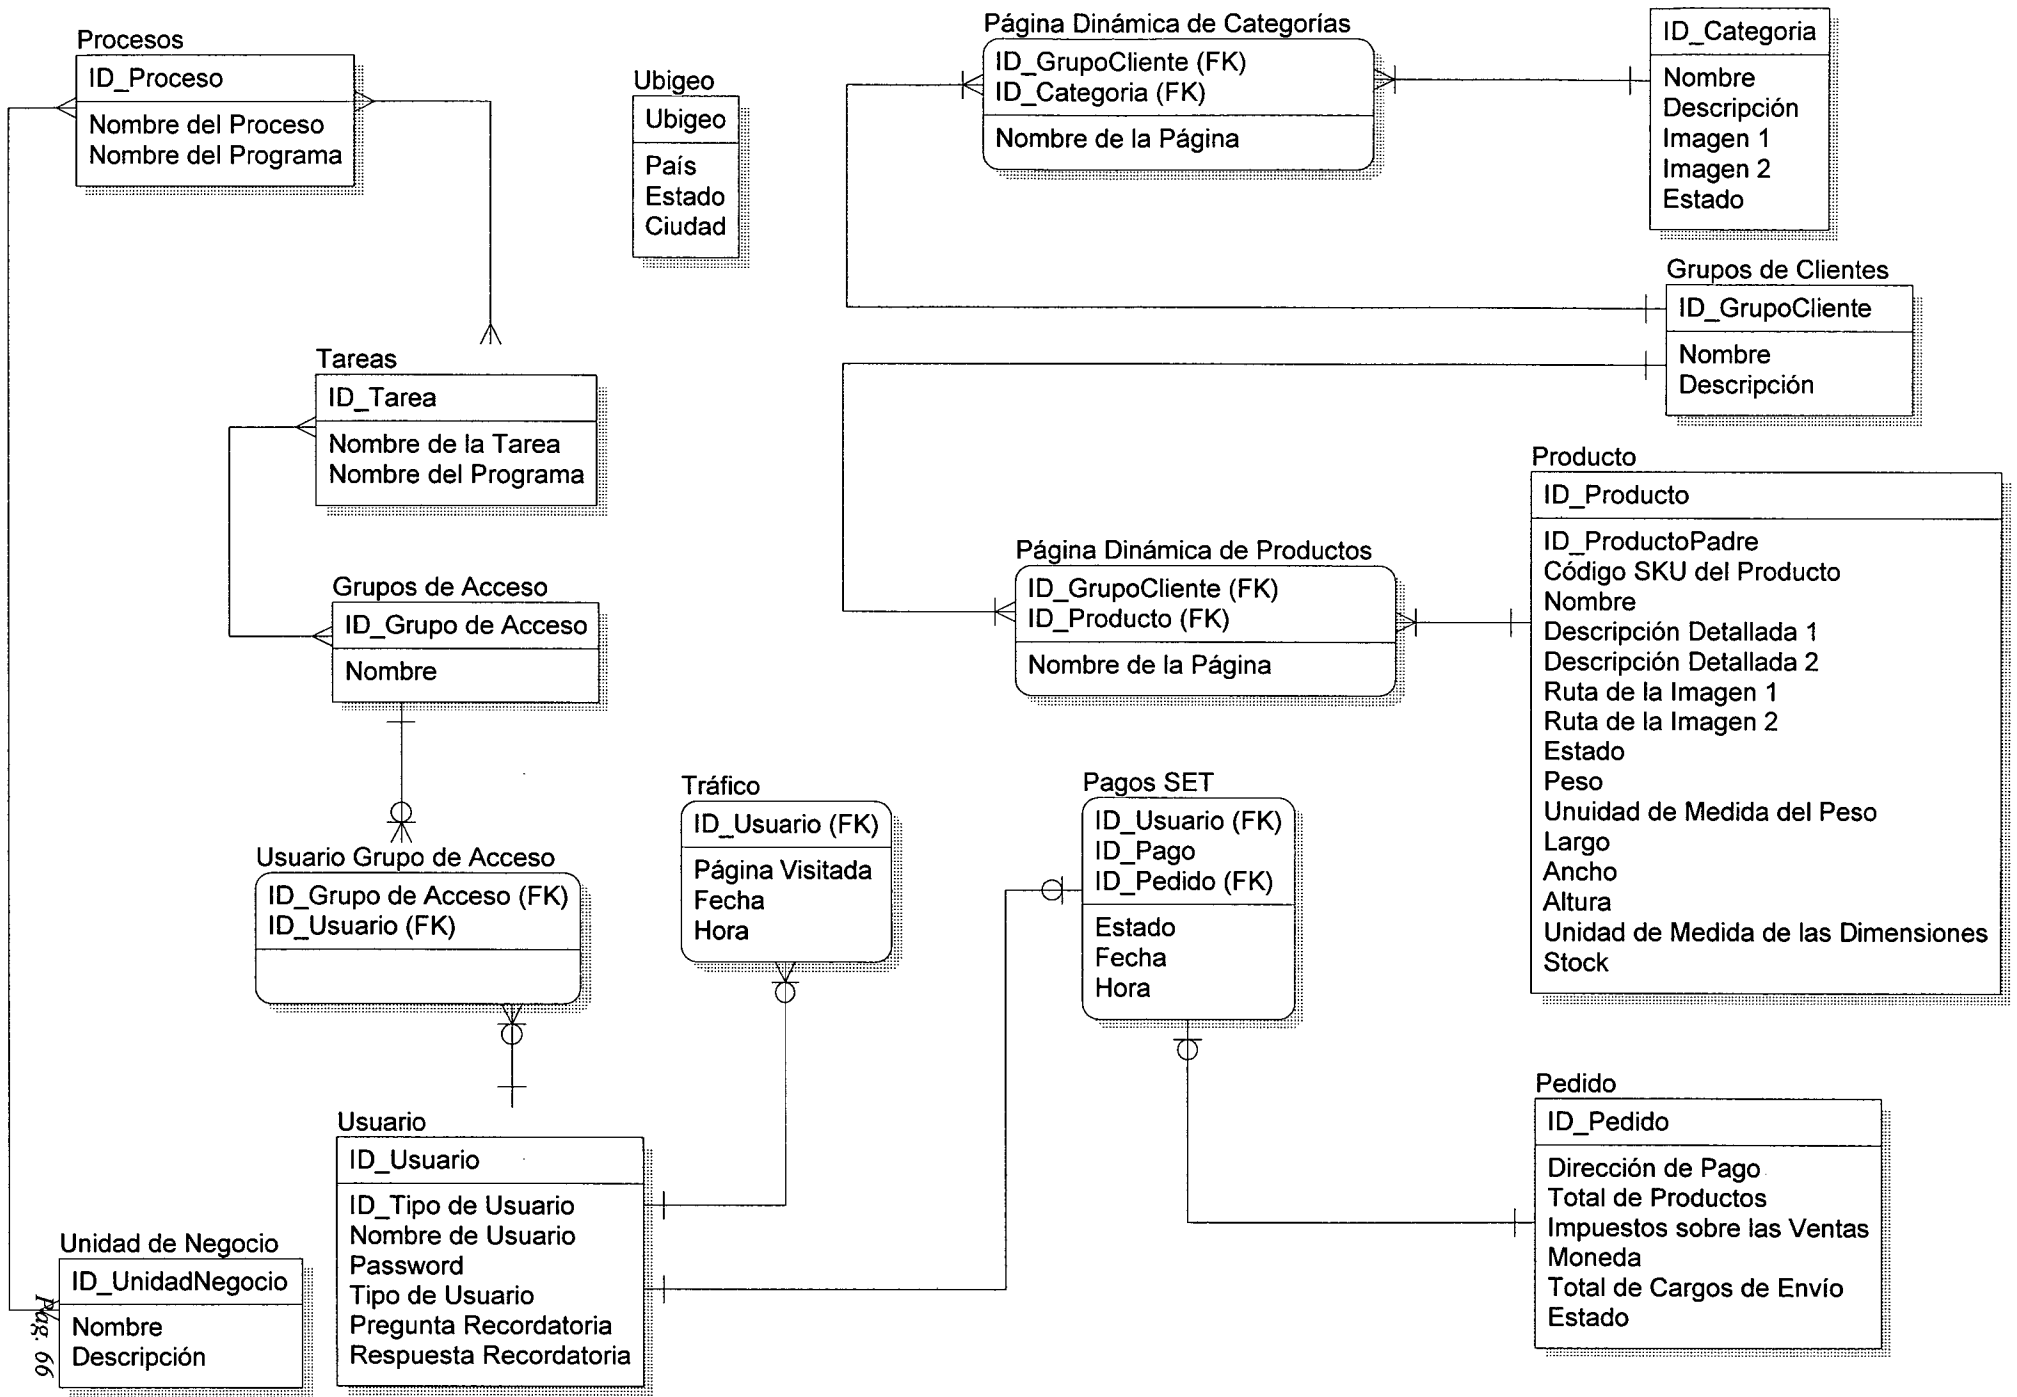 Procesos
ID_Proceso
Nombre del Proceso
Nombre del Programa
Ubigeo
Ubigeo
País
Estado
Ciudad
Página Dinámica de Categorías
ID_GrupoCliente (FK)
ID_Categoria (FK)
Nombre de la Página
ID_Categoria
Nombre
Descripción
Imagen 1
Imagen 2
Estado
Grupos de Clientes
ID_GrupoCliente
Nombre
Descripción
Tareas
ID_Tarea
Nombre de la Tarea
Nombre del Programa
Grupos de Acceso
ID_Grupo de Acceso
Nombre
Página Dinámica de Productos
ID_GrupoCliente (FK)
ID_Producto (FK)
Nombre de la Página
Producto
ID_Producto
ID_ProductoPadre
Código SKU del Producto
Nombre
Descripción Detallada 1
Descripción Detallada 2
Ruta de la Imagen 1
Ruta de la Imagen 2
Estado
Peso
Unuidad de Medida del Peso
Largo
Ancho
Altura
Unidad de Medida de las Dimensiones
Stock
Usuario Grupo de Acceso
ID_Grupo de Acceso (FK)
ID_Usuario (FK)
Tráfico
ID_Usuario (FK)
Página Visitada
Fecha
Hora
Pagos SET
ID_Usuario (FK)
ID_Pago
ID_Pedido (FK)
Estado
Fecha
Hora
Usuario
ID_Usuario
ID_Tipo de Usuario
Nombre de Usuario
Password
Tipo de Usuario
Pregunta Recordatoria
Respuesta Recordatoria
Pedido
ID_Pedido
Dirección de Pago
Total de Productos
Impuestos sobre las Ventas
Moneda
Total de Cargos de Envío
Estado
Unidad de Negocio
ID_UnidadNegocio
Nombre
Descripción
Pag. 66